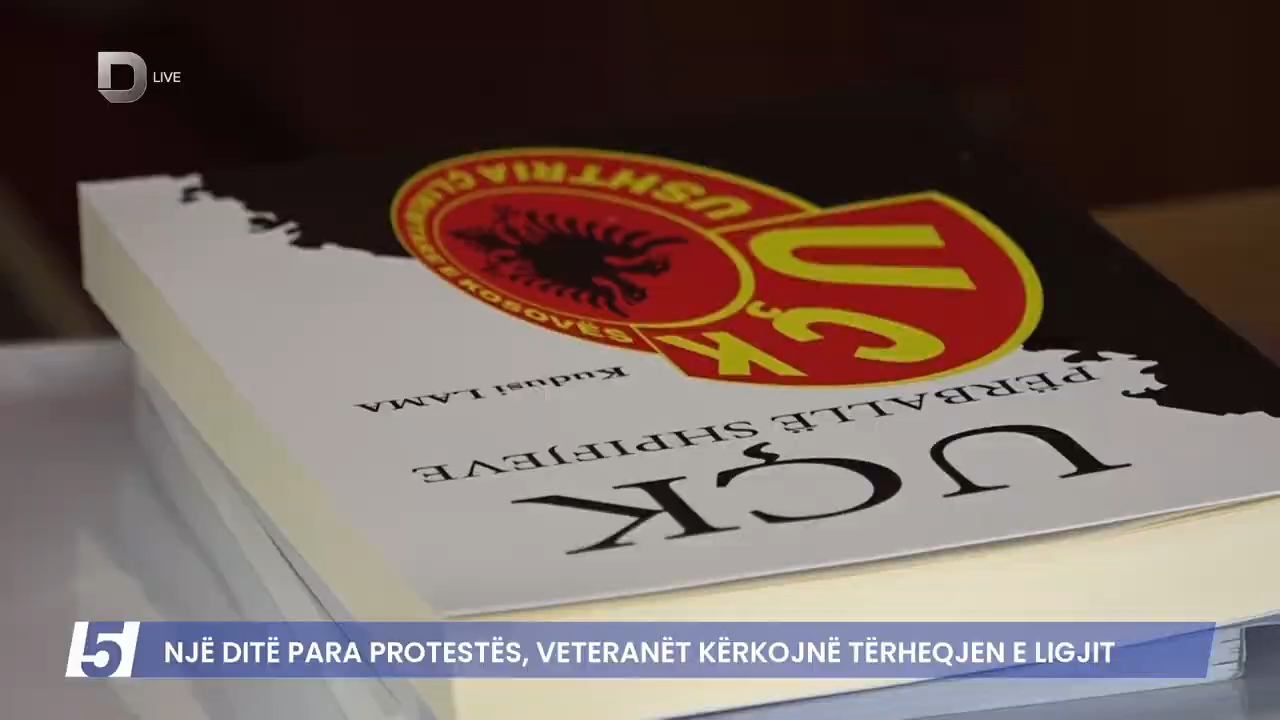 D LIVE
USHTRIA ÇLIRIMTARE E KOSOVËS
UÇK
Kudusi LAMA
PËRBALLË SHPIFJEVE
UÇK
5 NJË DITË PARA PROTESTËS, VETERANËT KËRKOJNË TËRHEQJEN E LIGJIT